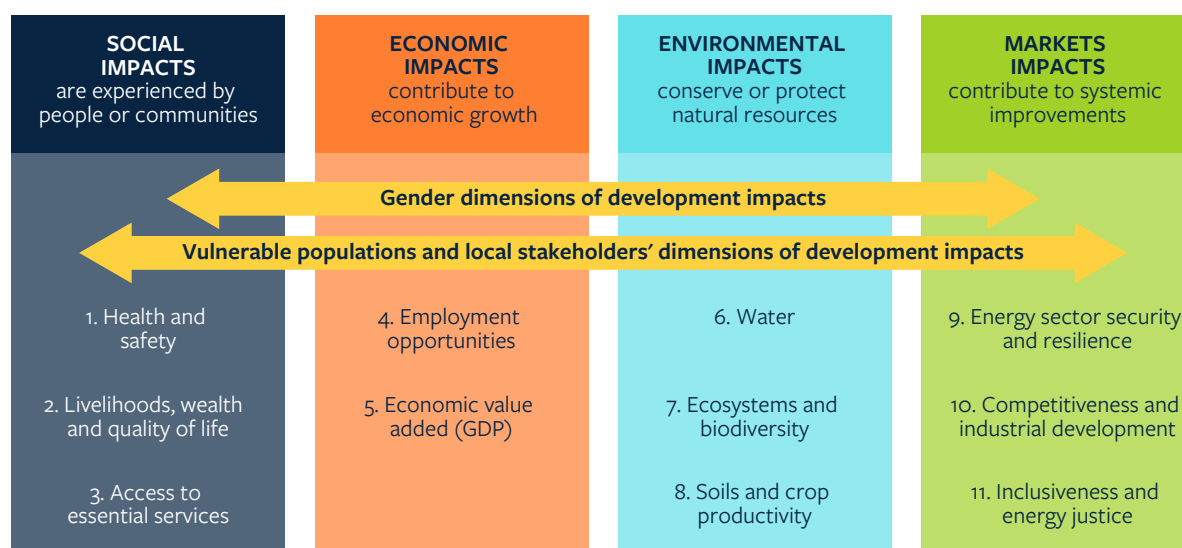 SOCIAL
IMPACTS
are experienced by
people or communities
ECONOMIC
IMPACTS
contribute to
economic growth
ENVIRONMENTAL
IMPACTS
conserve or protect
natural resources
MARKETS
IMPACTS
contribute to systemic
improvements
Gender dimensions of development impacts
Vulnerable populations and local stakeholders' dimensions of development impacts
1. Health and
safety
2. Livelihoods, wealth
and quality of life
3. Access to
essential services
4. Employment
opportunities
5. Economic value
added (GDP)
6. Water
7. Ecosystems and
biodiversity
8. Soils and crop
productivity
9. Energy sector security
and resilience
10. Competitiveness and
industrial development
11. Inclusiveness and
energy justice